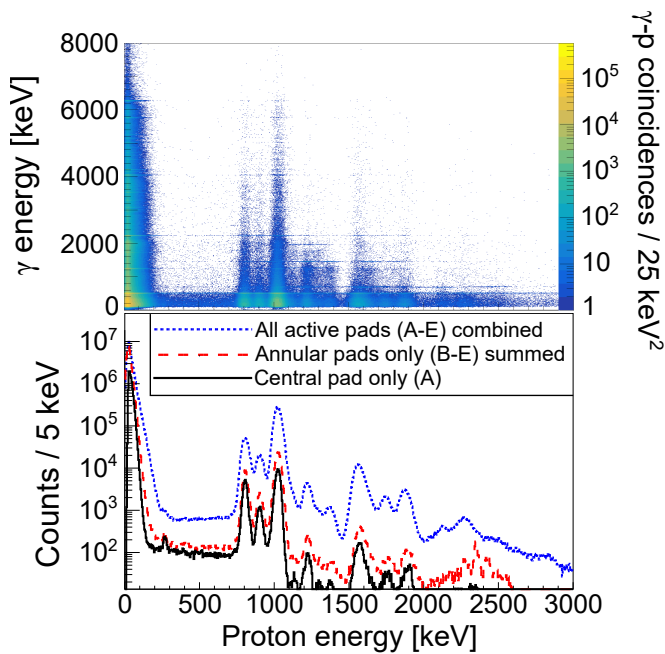 8000
6000
4000
2000
0
γ energy [keV]
10⁵
10⁴
10³
10²
10
1
γ-p coincidences / 25 keV²
All active pads (A-E) combined
Annular pads only (B-E) summed
Central pad only (A)
10⁷
10⁶
10⁵
10⁴
10³
10²
Counts / 5 keV
0 500 1000 1500 2000 2500 3000
Proton energy [keV]